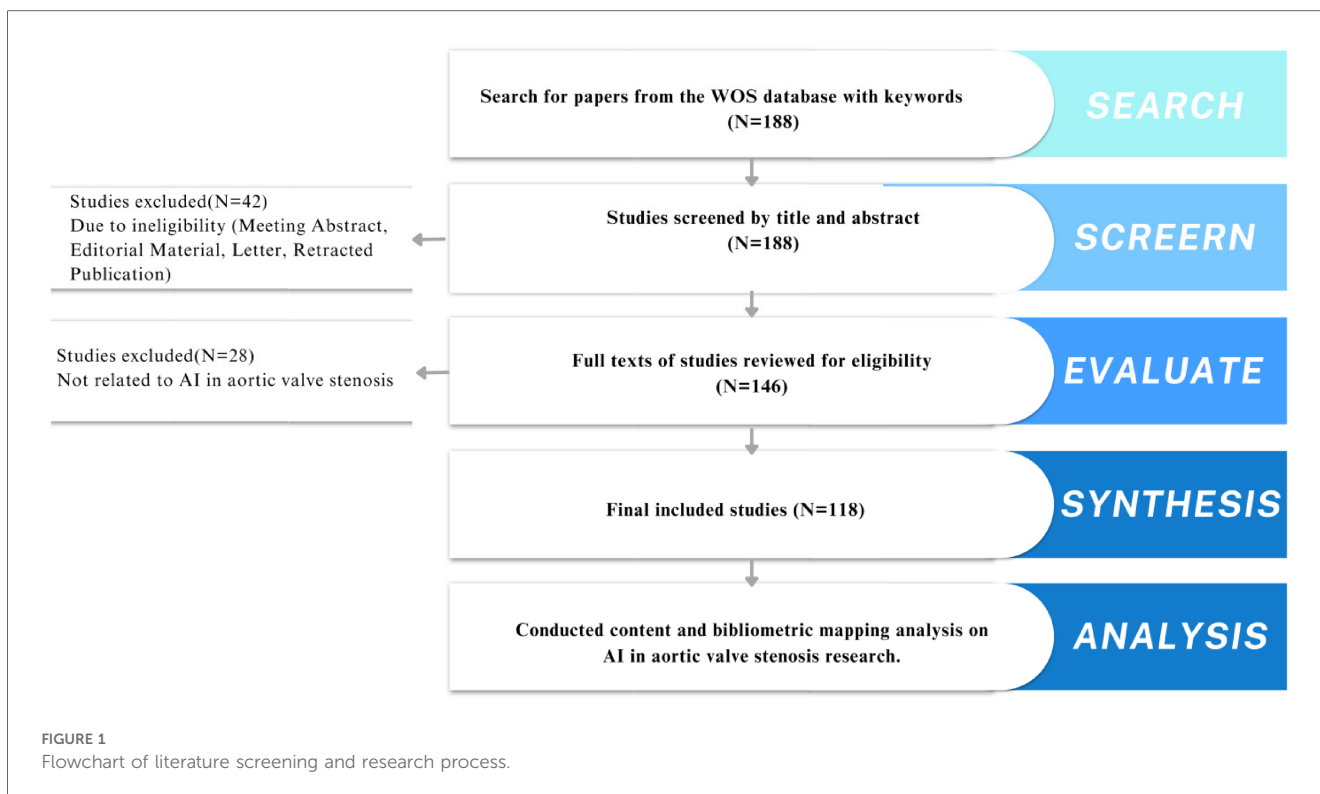 Search for papers from the WOS database with keywords
(N=188)
SEARCH
Studies excluded(N=42)
Due to ineligibility (Meeting Abstract,
Editorial Material, Letter, Retracted
Publication)
Studies screened by title and abstract
(N=188)
SCREERN
Studies excluded(N=28)
Not related to AI in aortic valve stenosis
Full texts of studies reviewed for eligibility
(N=146)
EVALUATE
Final included studies (N=118)
SYNTHESIS
Conducted content and bibliometric mapping analysis on
AI in aortic valve stenosis research.
ANALYSIS
FIGURE 1
Flowchart of literature screening and research process.